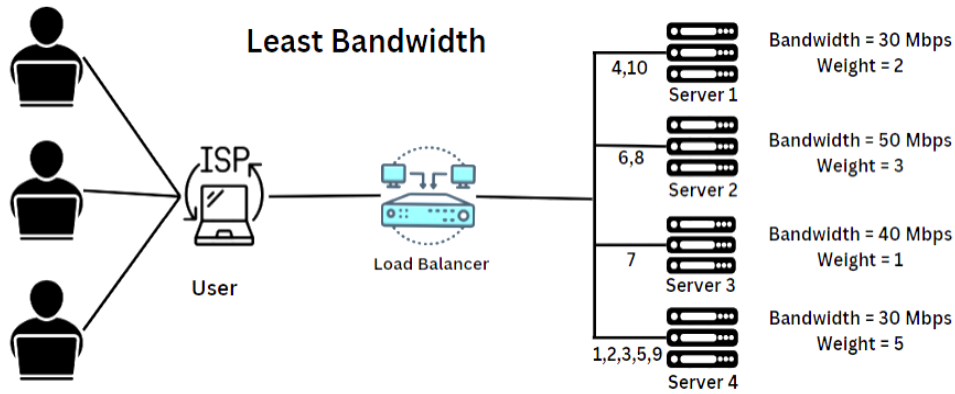 Least Bandwidth
ISP
User
Load Balancer
4,10
Server 1
Bandwidth = 30 Mbps
Weight = 2
6,8
Server 2
Bandwidth = 50 Mbps
Weight = 3
7
Server 3
Bandwidth = 40 Mbps
Weight = 1
1,2,3,5,9
Server 4
Bandwidth = 30 Mbps
Weight = 5